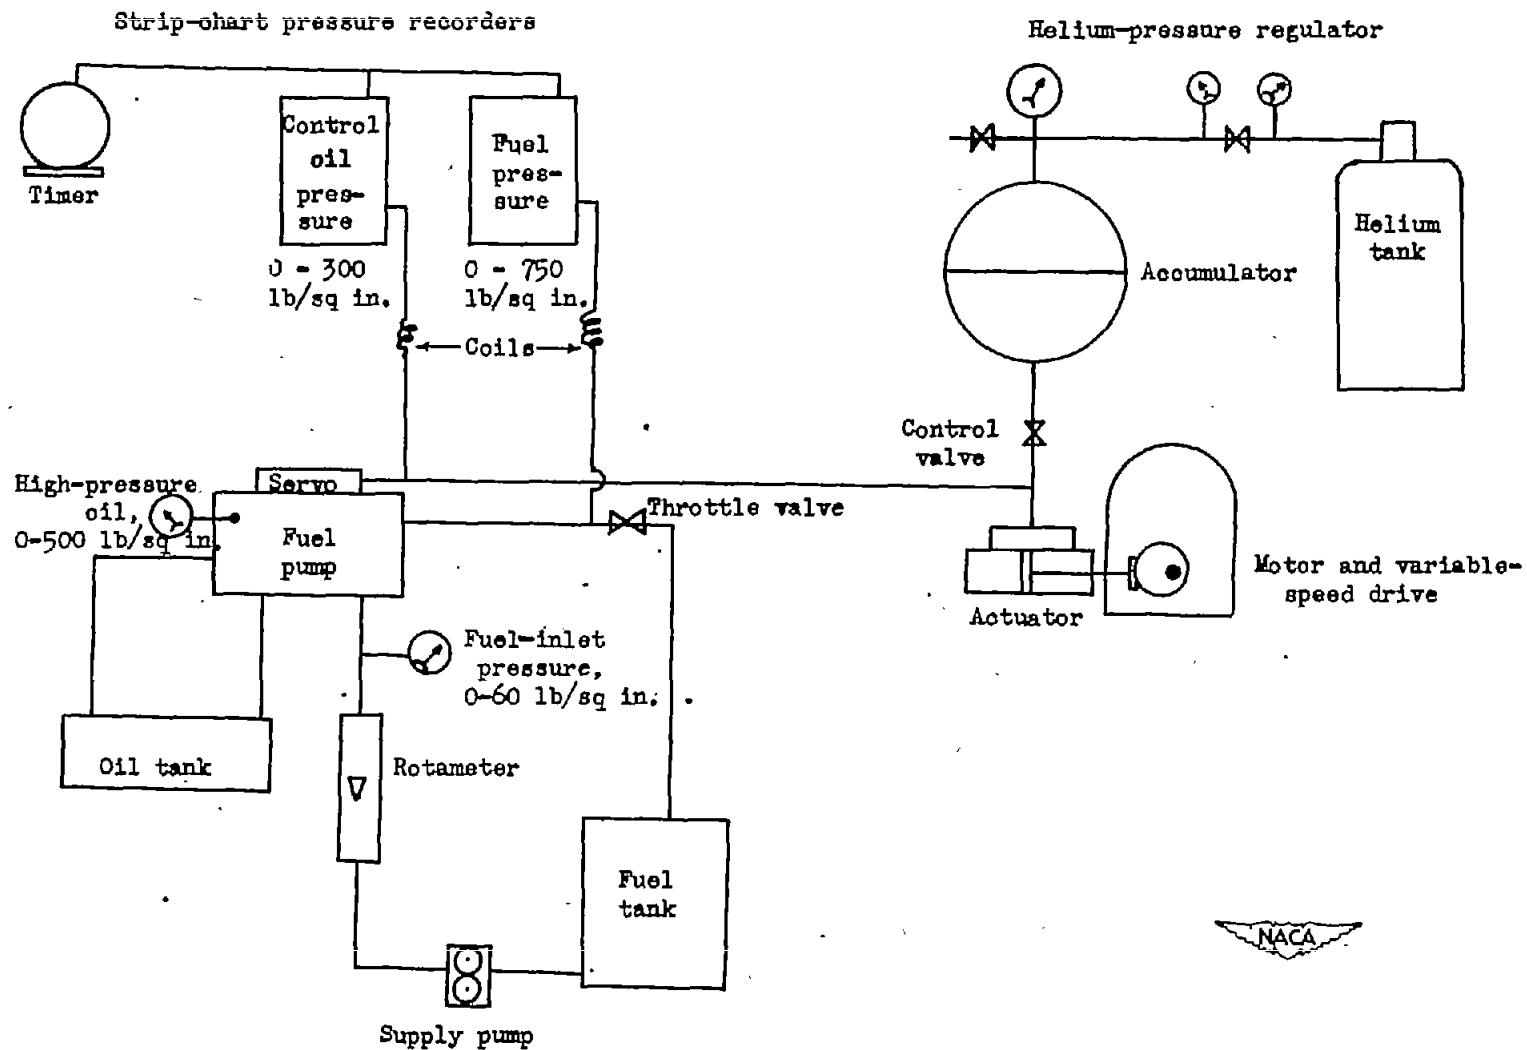 Strip-chart pressure recorders
Helium-pressure regulator
Timer
Control
oil
pres-
sure
Fuel
pres-
sure
0 - 300
lb/sq in.
0 - 750
lb/sq in.
Coils
Helium
tank
Accumulator
Control
valve
High-pressure
oil,
0-500 lb/sq in.
Servo
Fuel
pump
Throttle valve
Motor and variable-
speed drive
Actuator
Fuel-inlet
pressure,
0-60 lb/sq in.
Oil tank
Rotameter
Fuel
tank
Supply pump
NACA